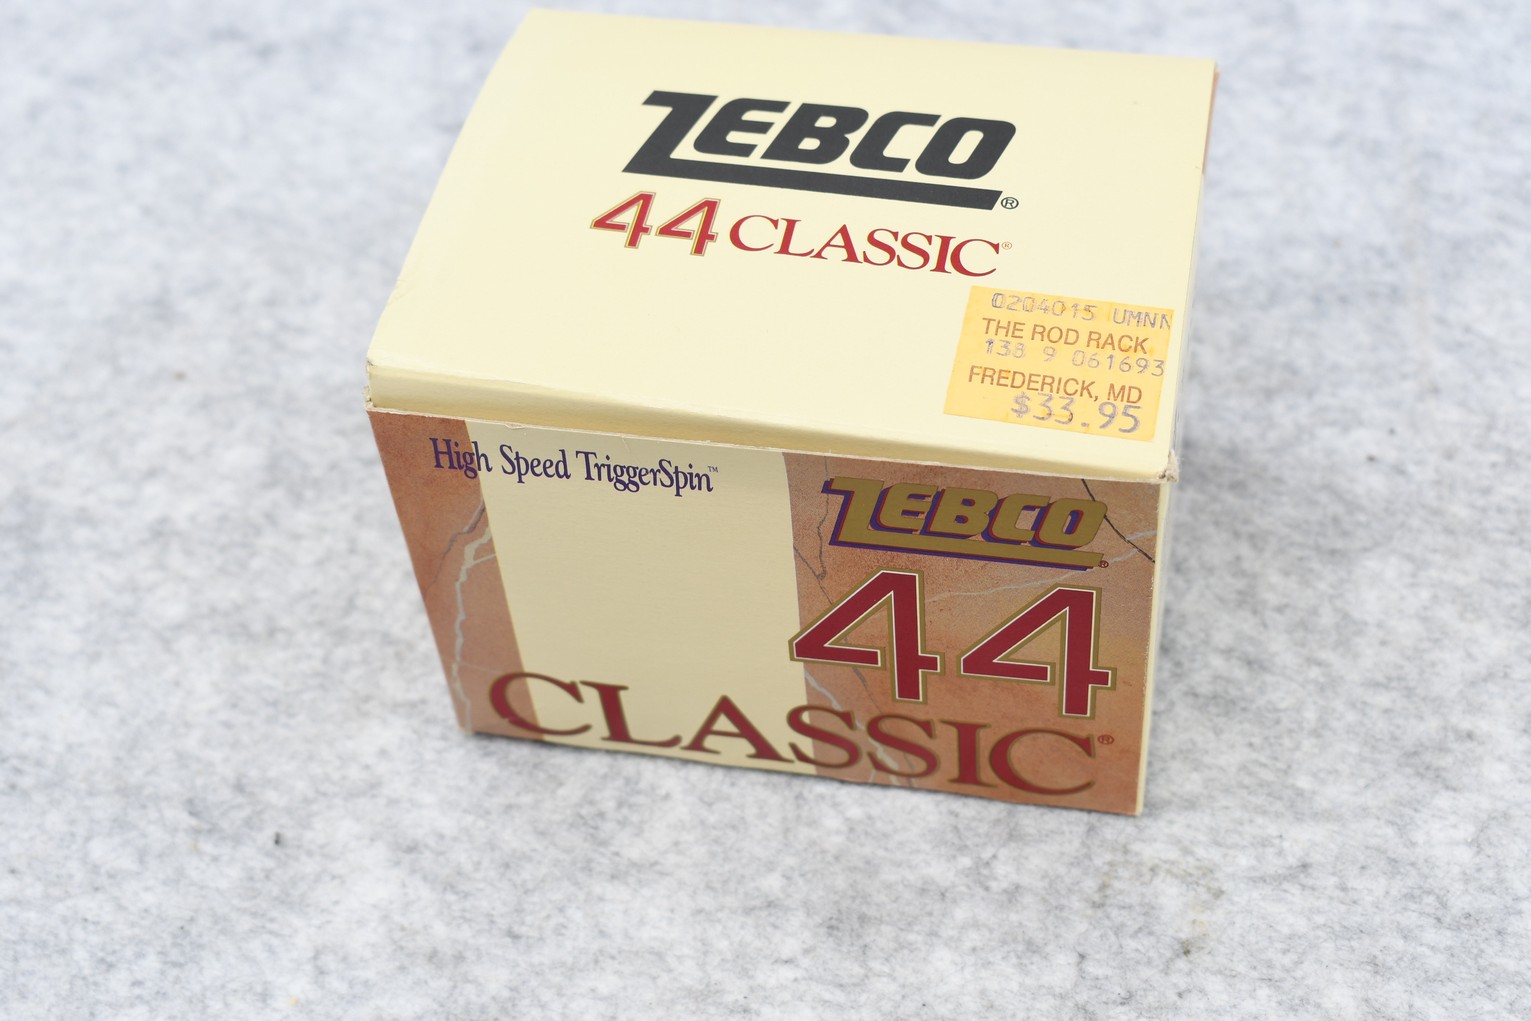 ZEBCO®
44 CLASSIC®
0204015 UMNN
THE ROD RACK
138 9 061693
FREDERICK, MD
$33.95
High Speed TriggerSpin™
ZEBCO®
44
CLASSIC®